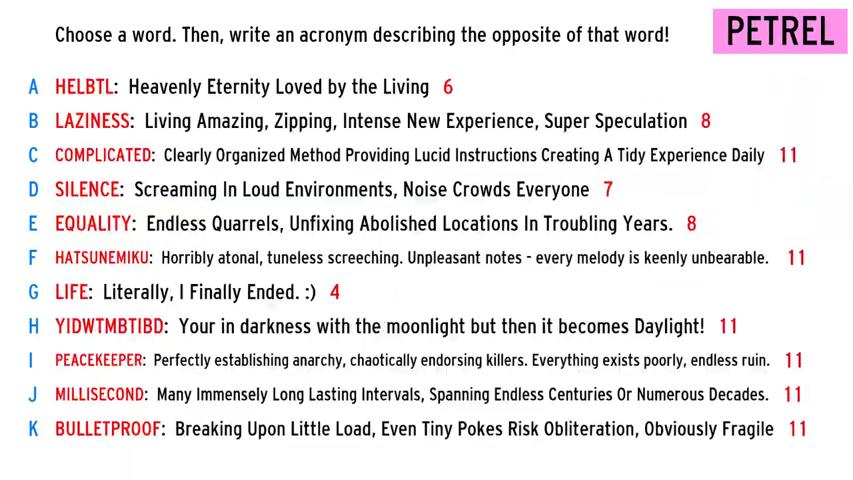 Choose a word. Then, write an acronym describing the opposite of that word!
PETREL
A HELBTL: Heavenly Eternity Loved by the Living 6
B LAZINESS: Living Amazing, Zipping, Intense New Experience, Super Speculation 8
C COMPLICATED: Clearly Organized Method Providing Lucid Instructions Creating A Tidy Experience Daily 11
D SILENCE: Screaming In Loud Environments, Noise Crowds Everyone 7
E EQUALITY: Endless Quarrels, Unfixing Abolished Locations In Troubling Years. 8
F HATSUNEMIKU: Horribly atonal, tuneless screeching. Unpleasant notes - every melody is keenly unbearable. 11
G LIFE: Literally, I Finally Ended. :) 4
H YIDWTMBTIBD: Your in darkness with the moonlight but then it becomes Daylight! 11
I PEACEKEEPER: Perfectly establishing anarchy, chaotically endorsing killers. Everything exists poorly, endless ruin. 11
J MILLISECOND: Many Immensely Long Lasting Intervals, Spanning Endless Centuries Or Numerous Decades. 11
K BULLETPROOF: Breaking Upon Little Load, Even Tiny Pokes Risk Obliteration, Obviously Fragile 11